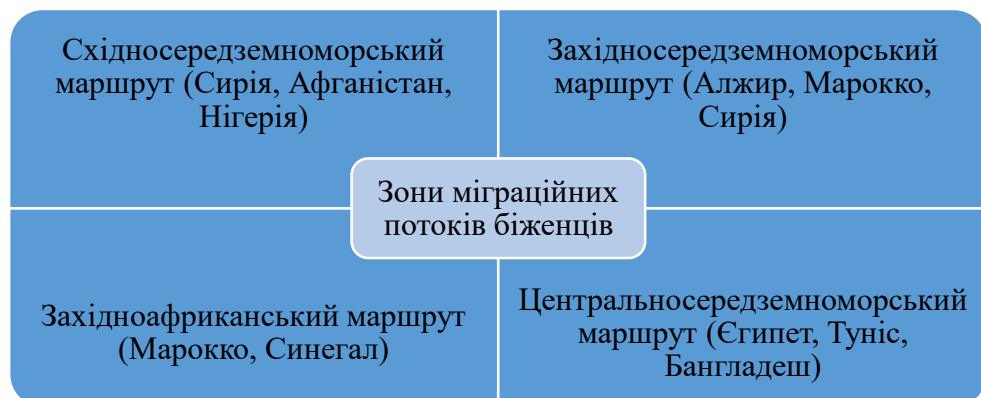 Східносередземноморський
маршрут (Сирія, Афганістан,
Нігерія)
Західносередземноморський
маршрут (Алжир, Марокко,
Сирія)
Зони міграційних
потоків біженців
Західноафриканський маршрут
(Марокко, Синегал)
Центральносередземноморський
маршрут (Єгипет, Туніс,
Бангладеш)